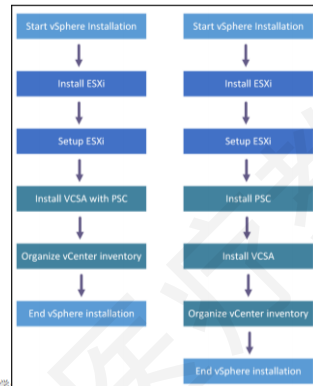 Start vSphere Installation
Install ESXi
Setup ESXi
Install VCSA with PSC
Organize vCenter inventory
End vSphere installation
Start vSphere Installation
Install ESXi
Setup ESXi
Install PSC
Install VCSA
Organize vCenter inventory
End vSphere installation